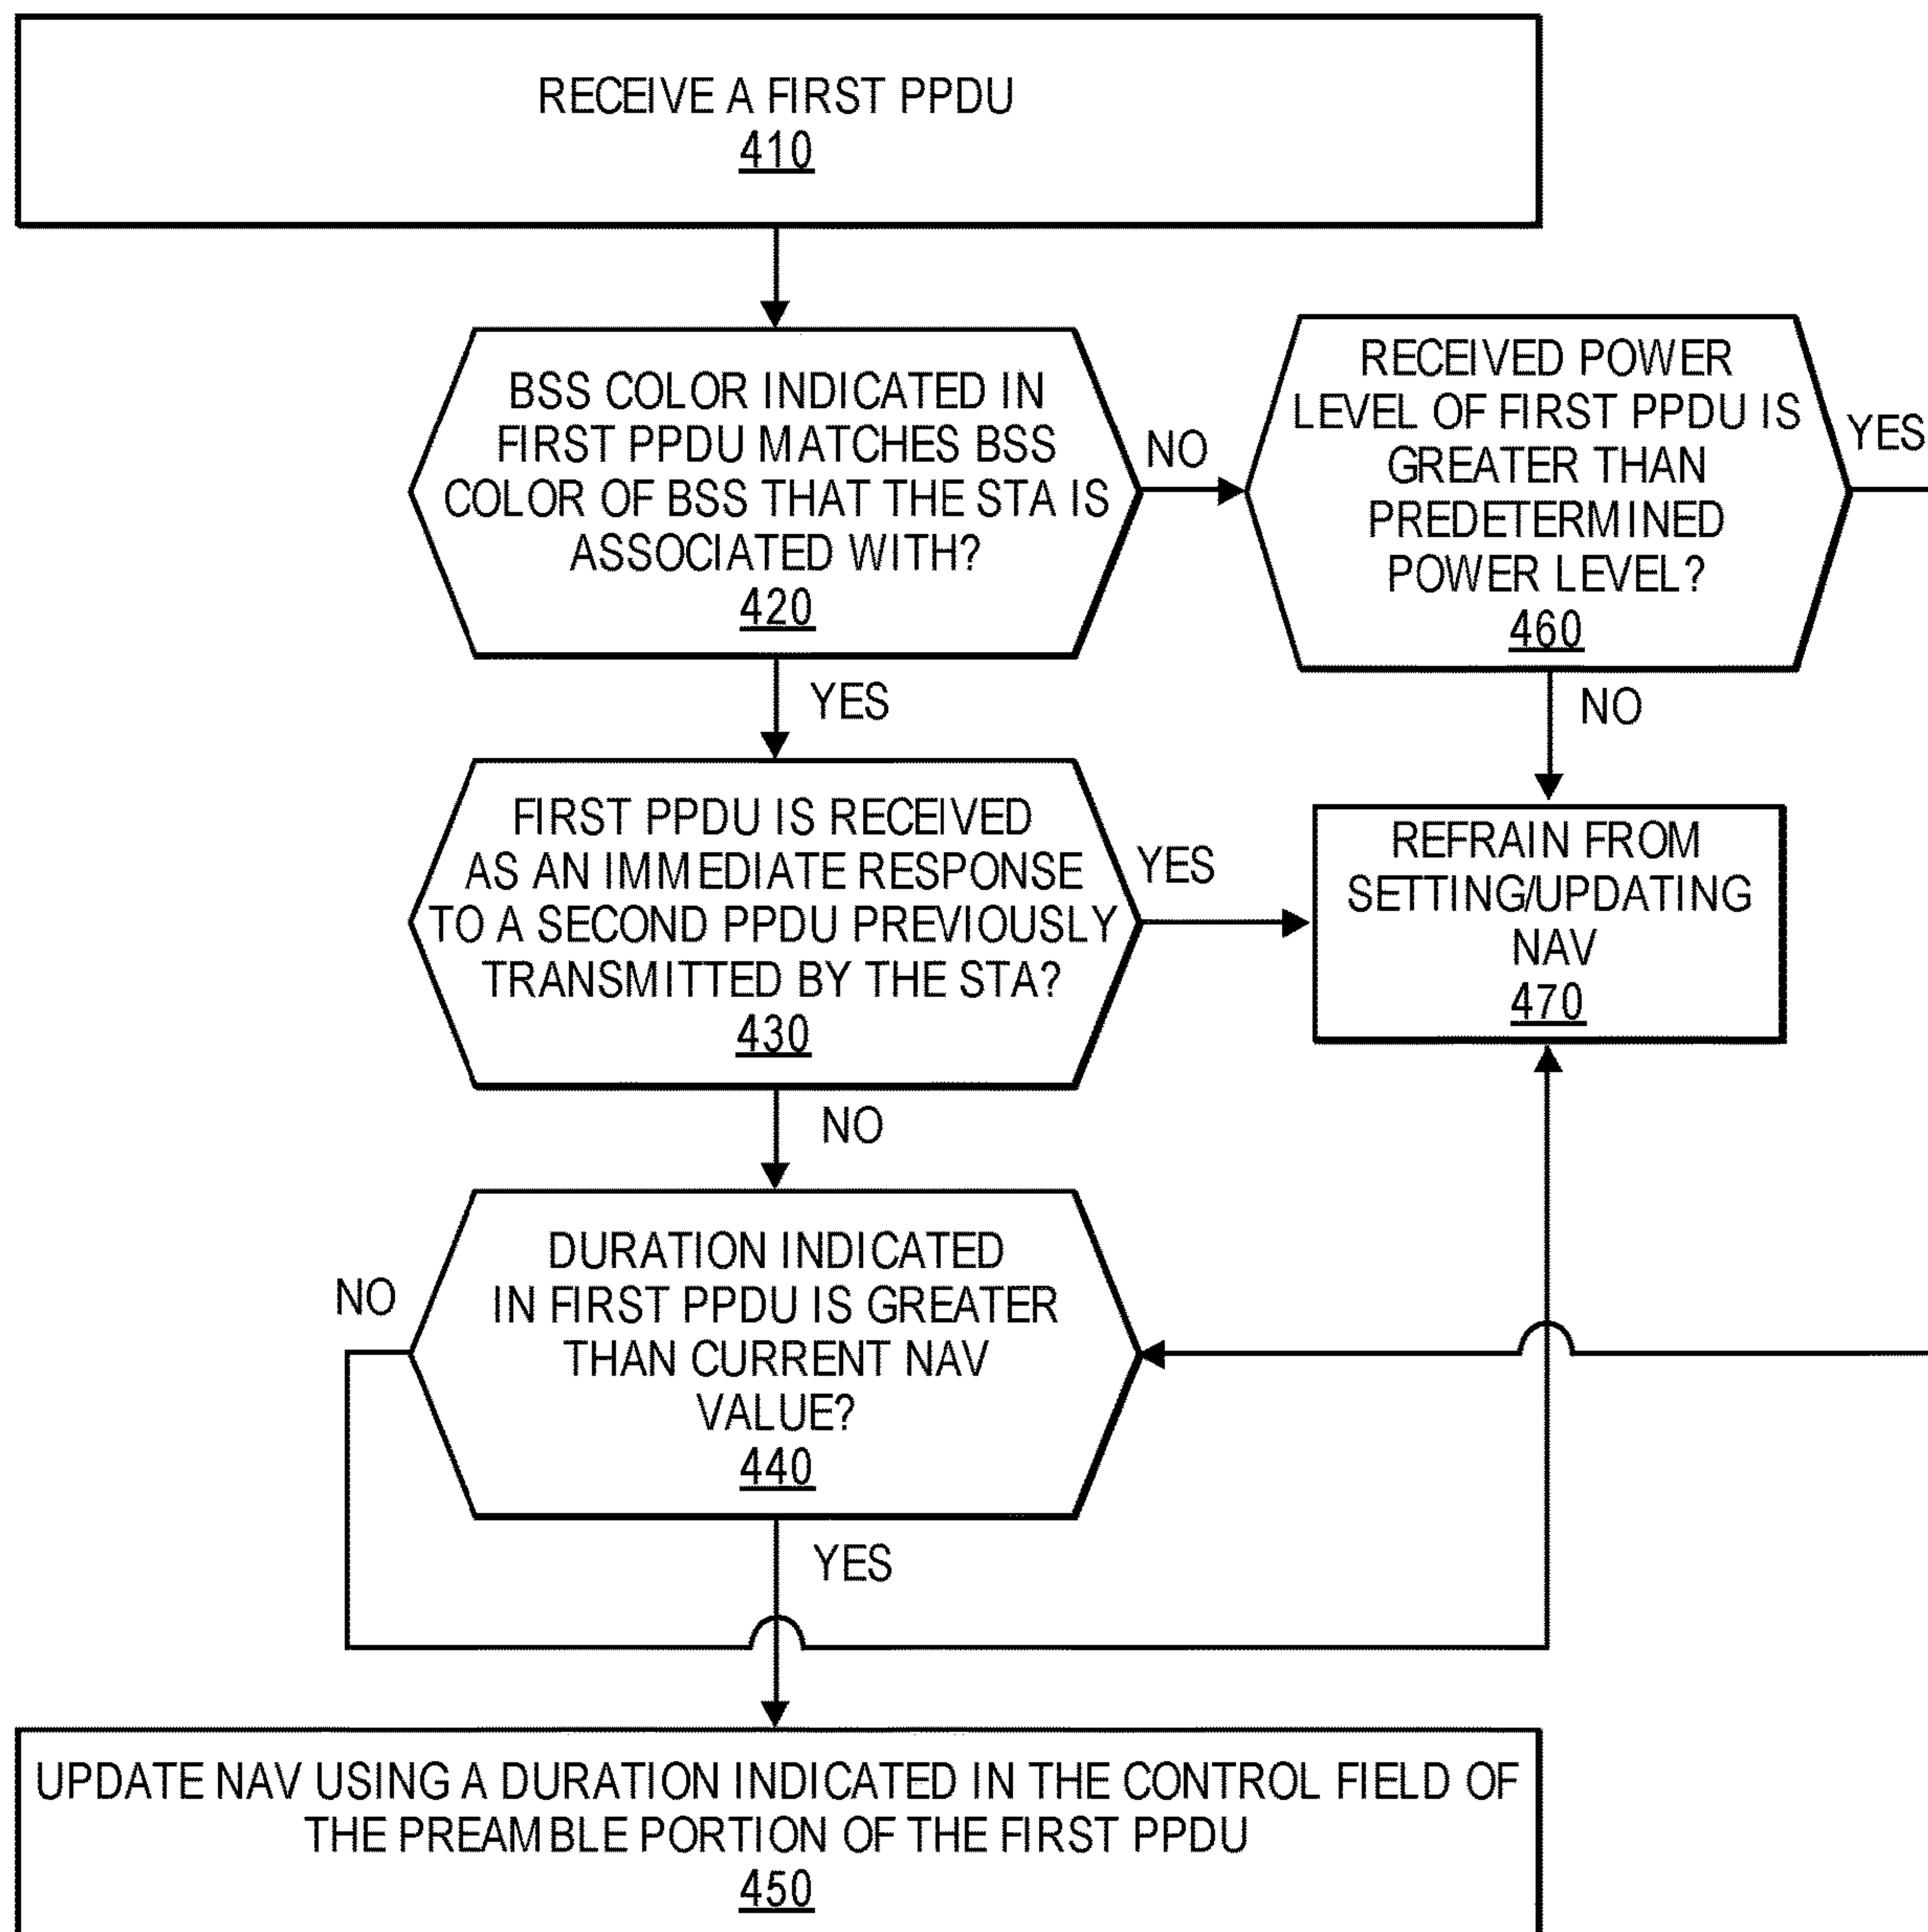 RECEIVE A FIRST PPDU
410
BSS COLOR INDICATED IN
FIRST PPDU MATCHES BSS
COLOR OF BSS THAT THE STA IS
ASSOCIATED WITH?
420
NO
RECEIVED POWER
LEVEL OF FIRST PPDU IS
GREATER THAN
PREDETERMINED
POWER LEVEL?
460
YES
YES
NO
FIRST PPDU IS RECEIVED
AS AN IMMEDIATE RESPONSE
TO A SECOND PPDU PREVIOUSLY
TRANSMITTED BY THE STA?
430
YES
REFRAIN FROM
SETTING/UPDATING
NAV
470
NO
DURATION INDICATED
IN FIRST PPDU IS GREATER
THAN CURRENT NAV
VALUE?
440
NO
YES
UPDATE NAV USING A DURATION INDICATED IN THE CONTROL FIELD OF
THE PREAMBLE PORTION OF THE FIRST PPDU
450